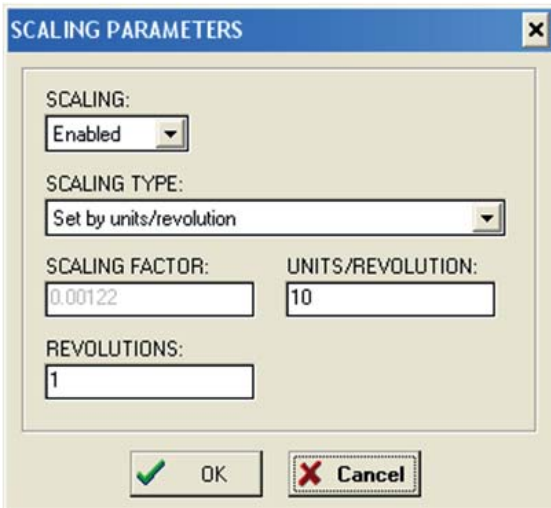 SCALING PARAMETERS
SCALING:
Enabled
SCALING TYPE:
Set by units/revolution
SCALING FACTOR: UNITS/REVOLUTION:
0.00122 10
REVOLUTIONS:
1
OK Cancel